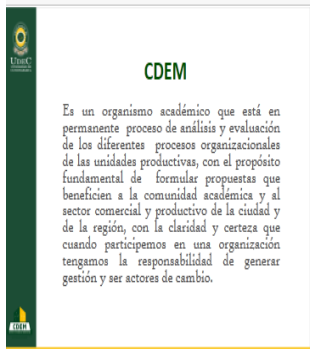 UDEC
CDEM
Es un organismo académico que está en
permanente proceso de análisis y evaluación
de los diferentes procesos organizacionales
de las unidades productivas, con el propósito
fundamental de formular propuestas que
beneficien a la comunidad académica y al
sector comercial y productivo de la ciudad y
de la región, con la claridad y certeza que
cuando participemos en una organización
tengamos la responsabilidad de generar
gestión y ser actores de cambio.
CDEM